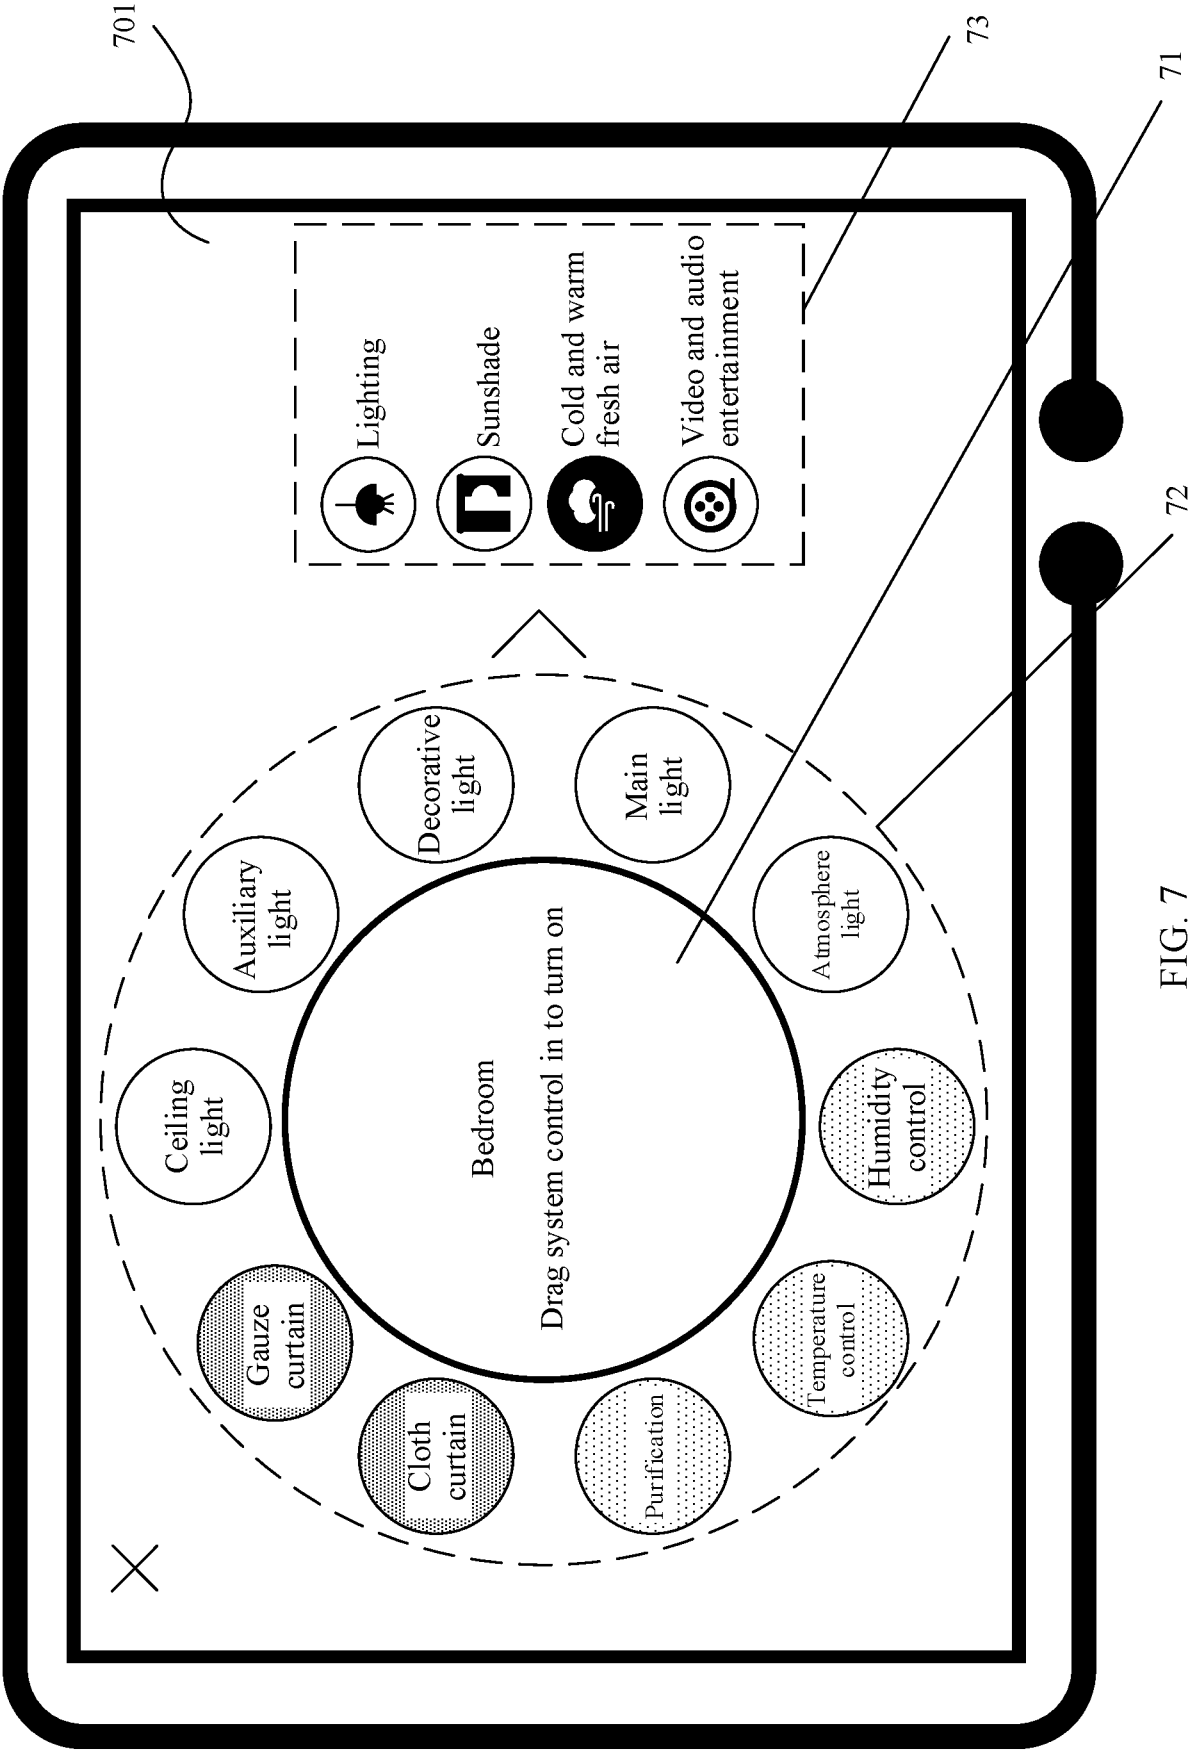 701
Ceiling
light
Auxiliary
light
Gauze
curtain
Decorative
light
Cloth
curtain
Bedroom
Drag system control in to turn on
Purification
Main
light
Temperature
control
Atmosphere
light
Humidity
control
Lighting
Sunshade
Cold and warm
fresh air
Video and audio
entertainment
73
71
72
FIG. 7